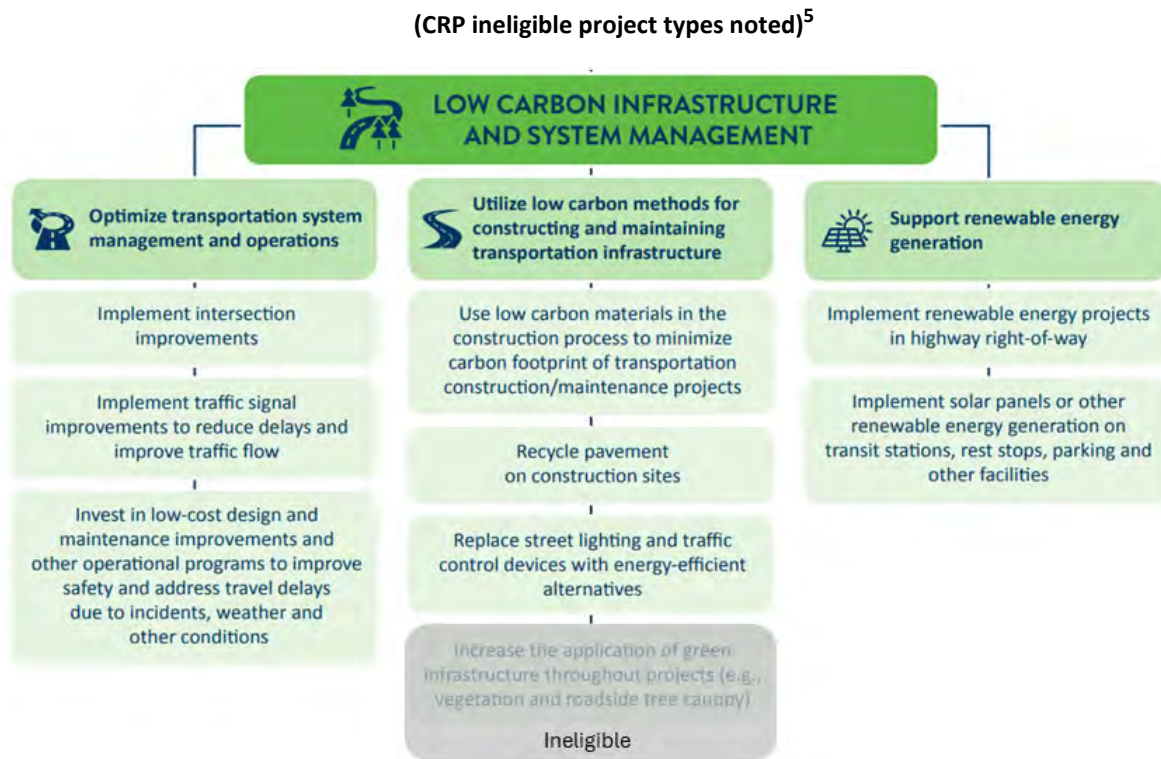 (CRP ineligible project types noted)5
LOW CARBON INFRASTRUCTURE
AND SYSTEM MANAGEMENT
Optimize transportation system
management and operations
Implement intersection
improvements
Implement traffic signal
improvements to reduce delays and
improve traffic flow
Invest in low-cost design and
maintenance improvements and
other operational programs to improve
safety and address travel delays
due to incidents, weather and
other conditions
Utilize low carbon methods for
constructing and maintaining
transportation infrastructure
Use low carbon materials in the
construction process to minimize
carbon footprint of transportation
construction/maintenance projects
Recycle pavement
on construction sites
Replace street lighting and traffic
control devices with energy-efficient
alternatives
Increase the application of green
infrastructure throughout projects (e.g.,
vegetation and roadside tree canopy)
Ineligible
Support renewable energy
generation
Implement renewable energy projects
in highway right-of-way
Implement solar panels or other
renewable energy generation on
transit stations, rest stops, parking and
other facilities